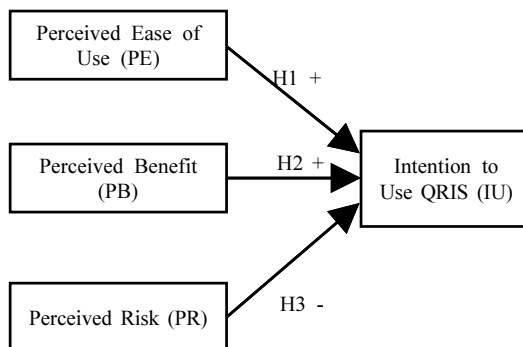 Perceived Ease of
Use (PE)
H1 +
Perceived Benefit
(PB)
H2 +
Intention to
Use QRIS (IU)
Perceived Risk (PR)
H3 -